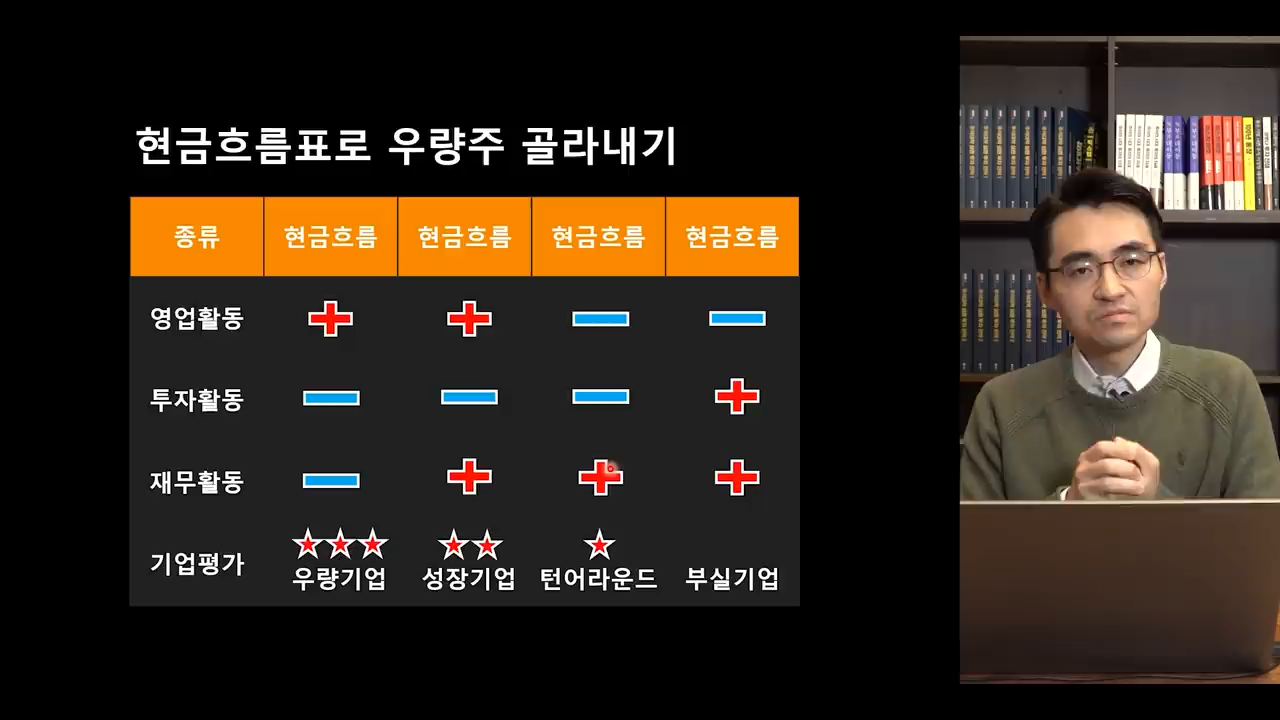 현금흐름표로 우량주 골라내기
종류 현금흐름 현금흐름 현금흐름 현금흐름
영업활동
투자활동
재무활동
기업평가 우량기업 성장기업 턴어라운드 부실기업